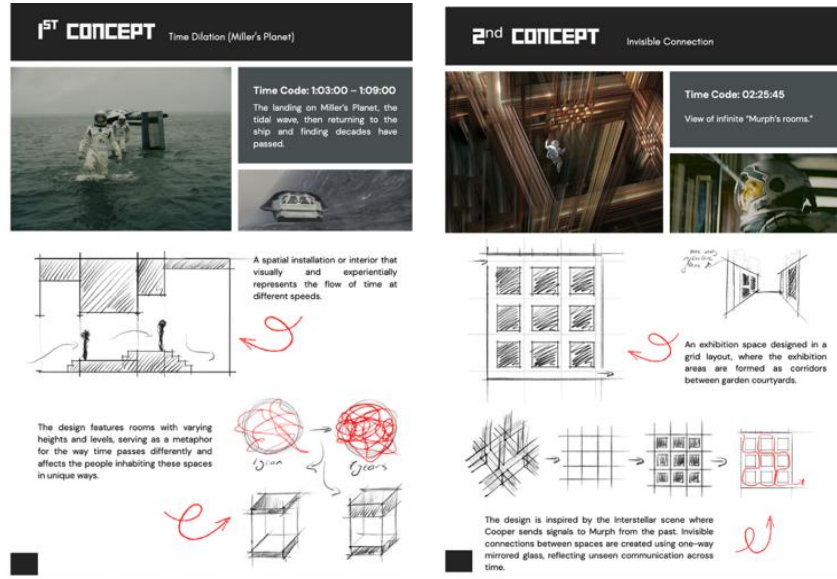 1ST CONCEPT Time Dilation (Miller's Planet)
Time Code: 1:03:00 – 1:09:00
The landing on Miller's Planet, the
tidal wave, then returning to the
ship and finding decades have
passed.
A spatial installation or interior that
visually and experientially
represents the flow of time at
different speeds.
The design features rooms with varying
heights and levels, serving as a metaphor
for the way time passes differently and
affects the people inhabiting these spaces
in unique ways.
2nd CONCEPT Invisible Connection
Time Code: 02:25:45
View of infinite "Murph's rooms."
An exhibition space designed in a
grid layout, where the exhibition
areas are formed as corridors
between garden courtyards.
The design is inspired by the Interstellar scene where
Cooper sends signals to Murph from the past. Invisible
connections between spaces are created using one-way
mirrored glass, reflecting unseen communication across
time.